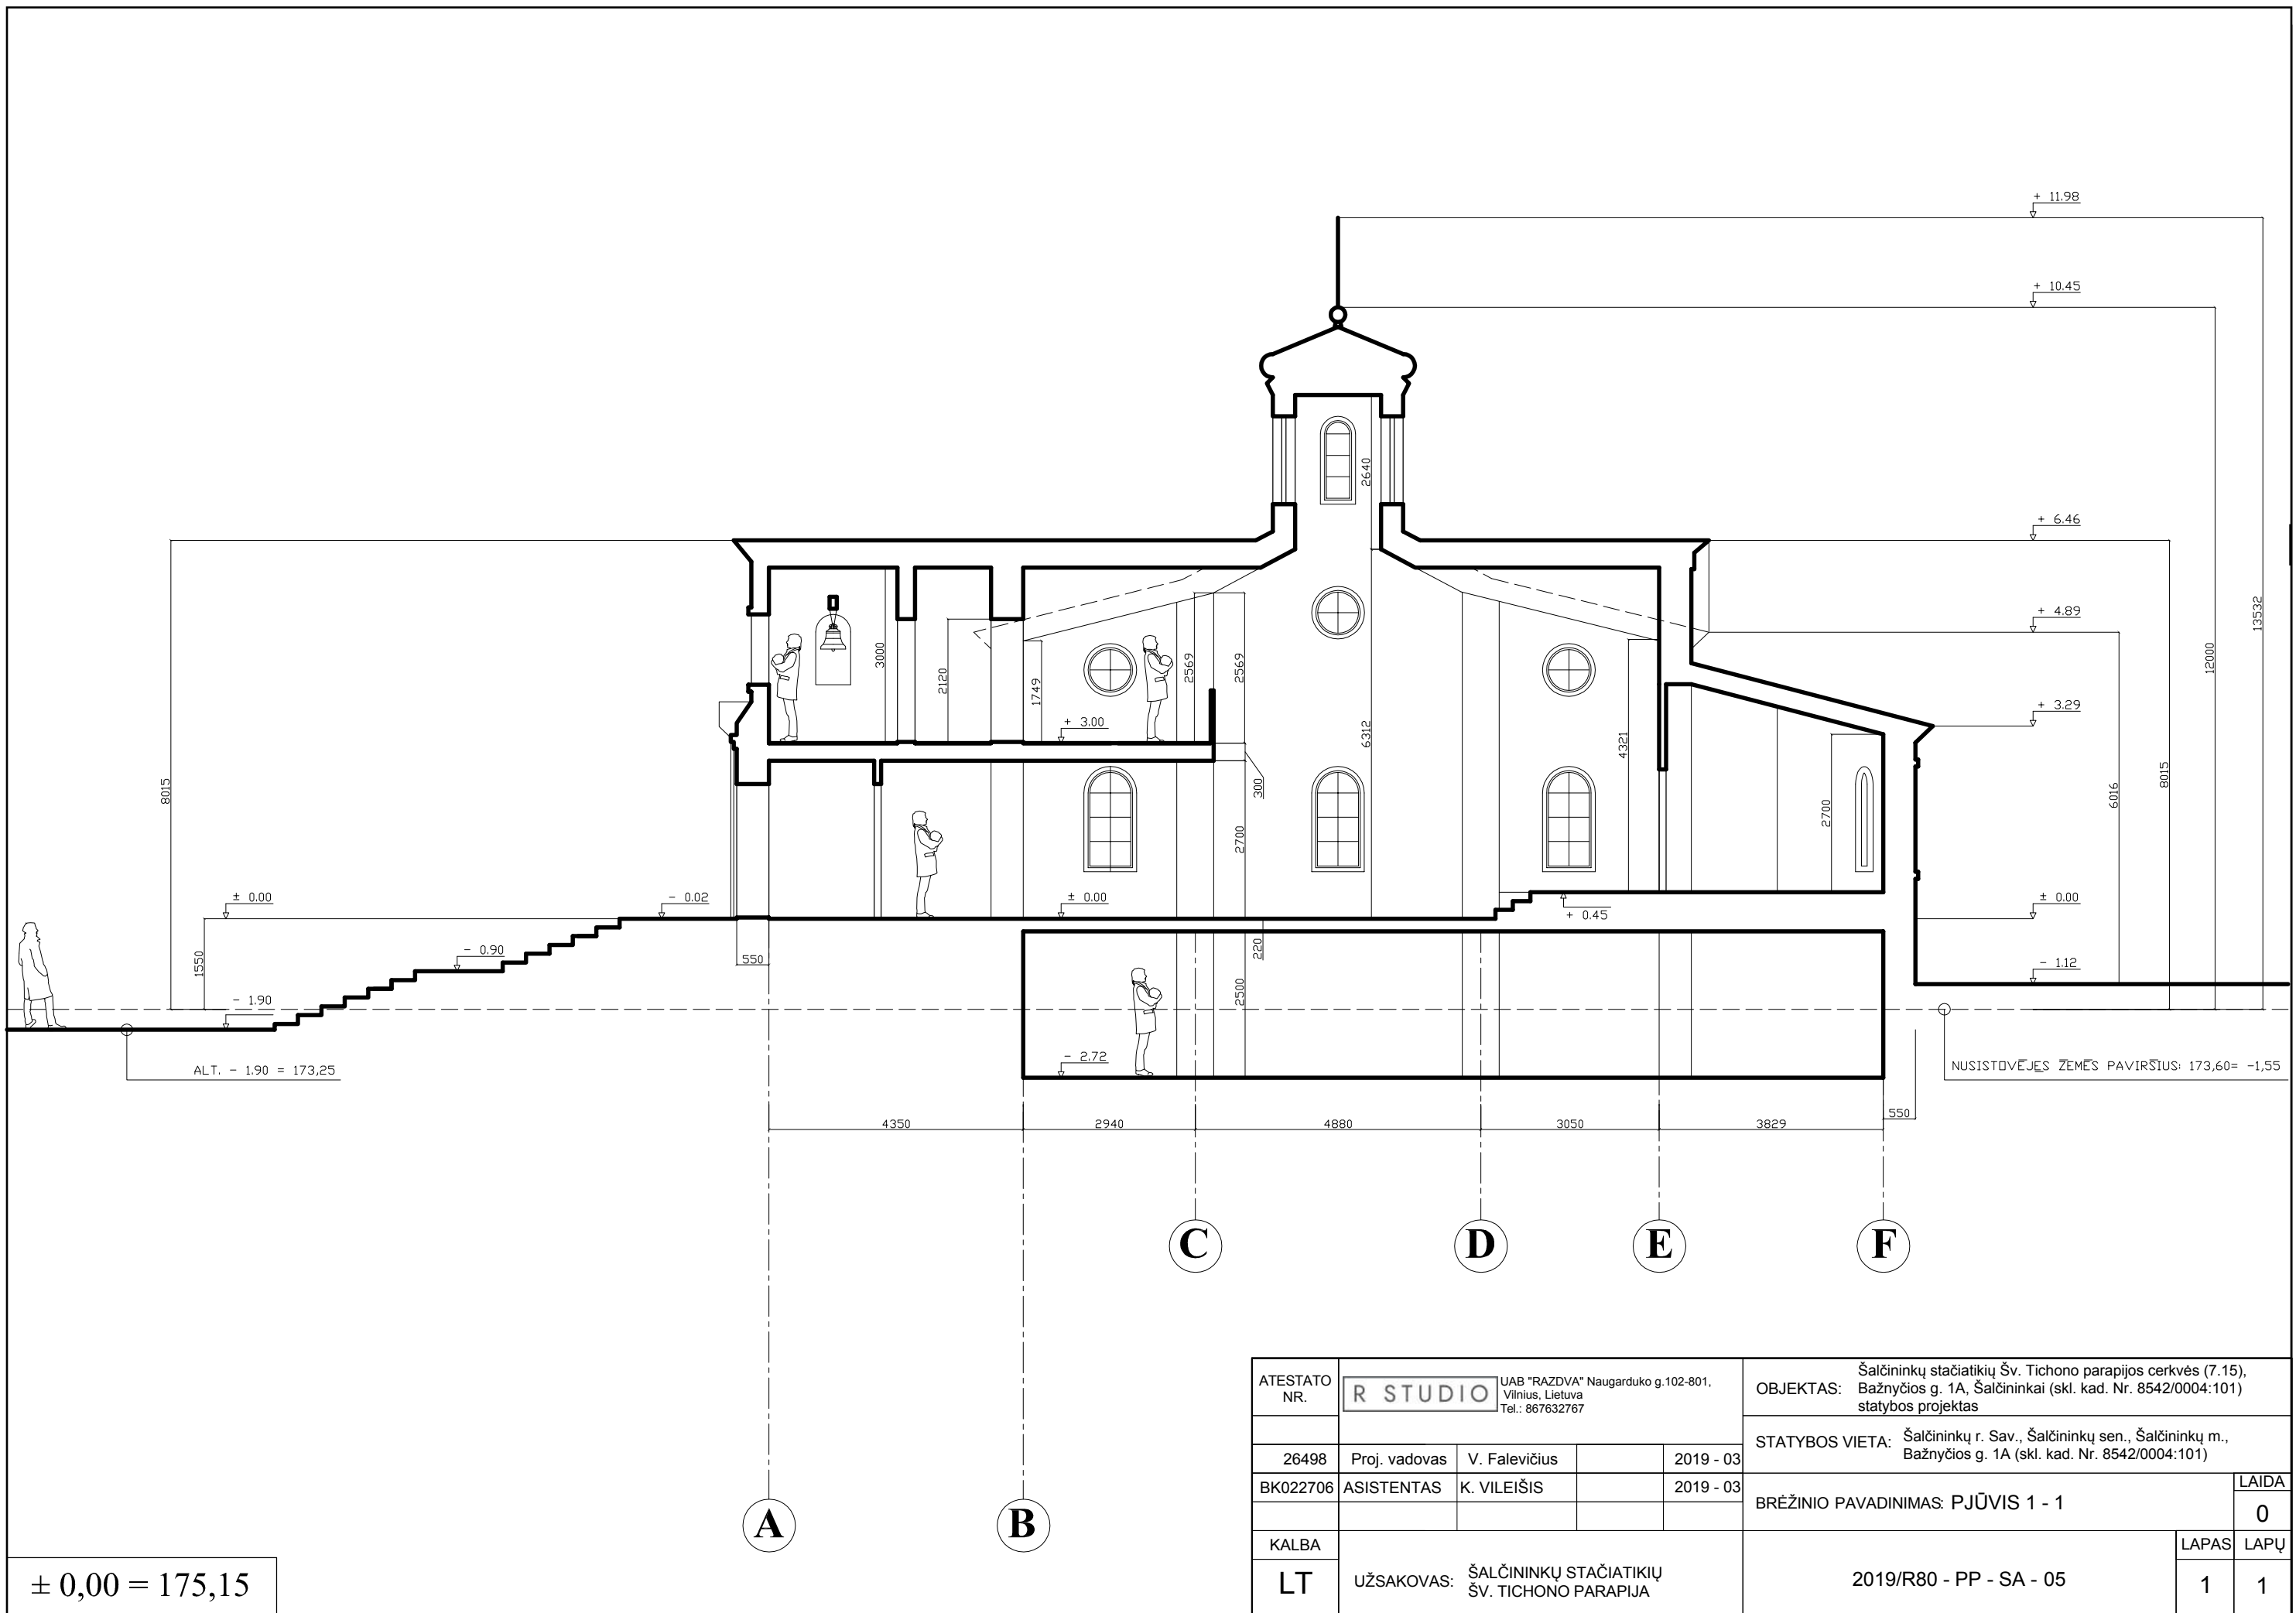 + 11.98
+ 10.45
+ 6.46
+ 4.89
+ 3.29
± 0.00
- 1.12
13532
12000
8015
6016
2640
6312
4321
2700
3000
2120
1749
2569
2569
+ 3.00
300
2700
8015
± 0.00
- 0.02
± 0.00
+ 0.45
1550
- 0.90
550
220
2500
- 1.90
- 2.72
ALT. - 1.90 = 173,25
NUSISTOVĖJĘS ŽEMĖS PAVIRŠIUS: 173,60= -1,55
4350
2940
4880
3050
3829
550
C
D
E
F
A
B
± 0,00 = 175,15
ATESTATO
NR.
R STUDIO
UAB "RAZDVA" Naugarduko g.102-801,
Vilnius, Lietuva
Tel.: 867632767
OBJEKTAS:
Šalčininkų stačiatikių Šv. Tichono parapijos cerkvės (7.15),
Bažnyčios g. 1A, Šalčininkai (skl. kad. Nr. 8542/0004:101)
statybos projektas
STATYBOS VIETA:
Šalčininkų r. Sav., Šalčininkų sen., Šalčininkų m.,
Bažnyčios g. 1A (skl. kad. Nr. 8542/0004:101)
26498 Proj. vadovas V. Falevičius 2019 - 03
BK022706 ASISTENTAS K. VILEIŠIS 2019 - 03
BRĖŽINIO PAVADINIMAS: PJŪVIS 1 - 1
LAIDA
0
KALBA
LT
UŽSAKOVAS:
ŠALČININKŲ STAČIATIKIŲ
ŠV. TICHONO PARAPIJA
2019/R80 - PP - SA - 05
LAPAS LAPŲ
1 1